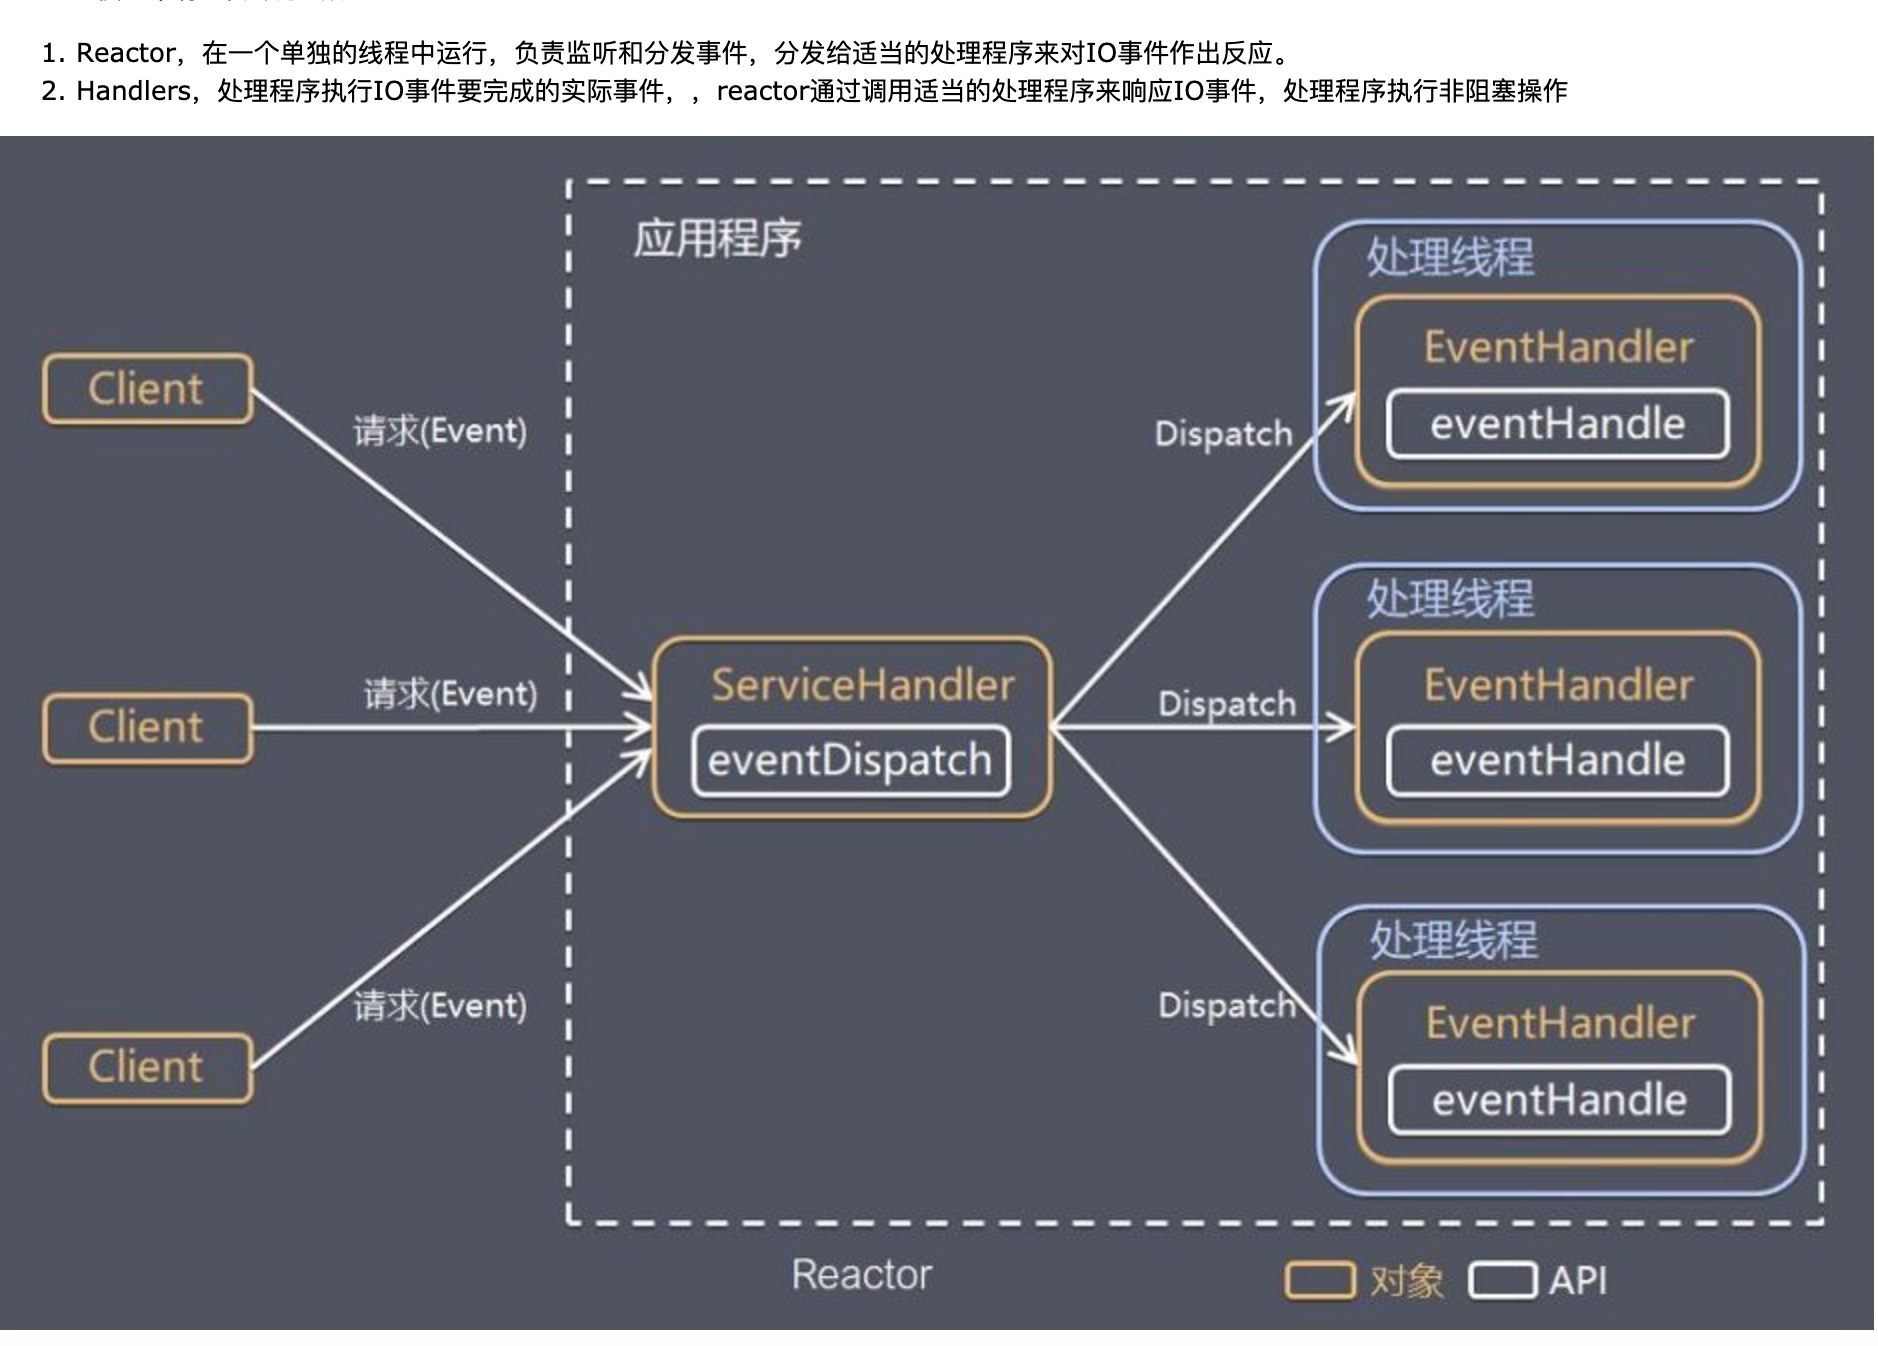 1. Reactor，在一个单独的线程中运行，负责监听和分发事件，分发给适当的处理程序来对IO事件作出反应。
2. Handlers，处理程序执行IO事件要完成的实际事件，，reactor通过调用适当的处理程序来响应IO事件，处理程序执行非阻塞操作
应用程序
处理线程
EventHandler
eventHandle
Client
请求(Event)
Dispatch
处理线程
EventHandler
eventHandle
Client
请求(Event)
ServiceHandler
eventDispatch
Dispatch
处理线程
EventHandler
eventHandle
Client
请求(Event)
Dispatch
Reactor
对象
API